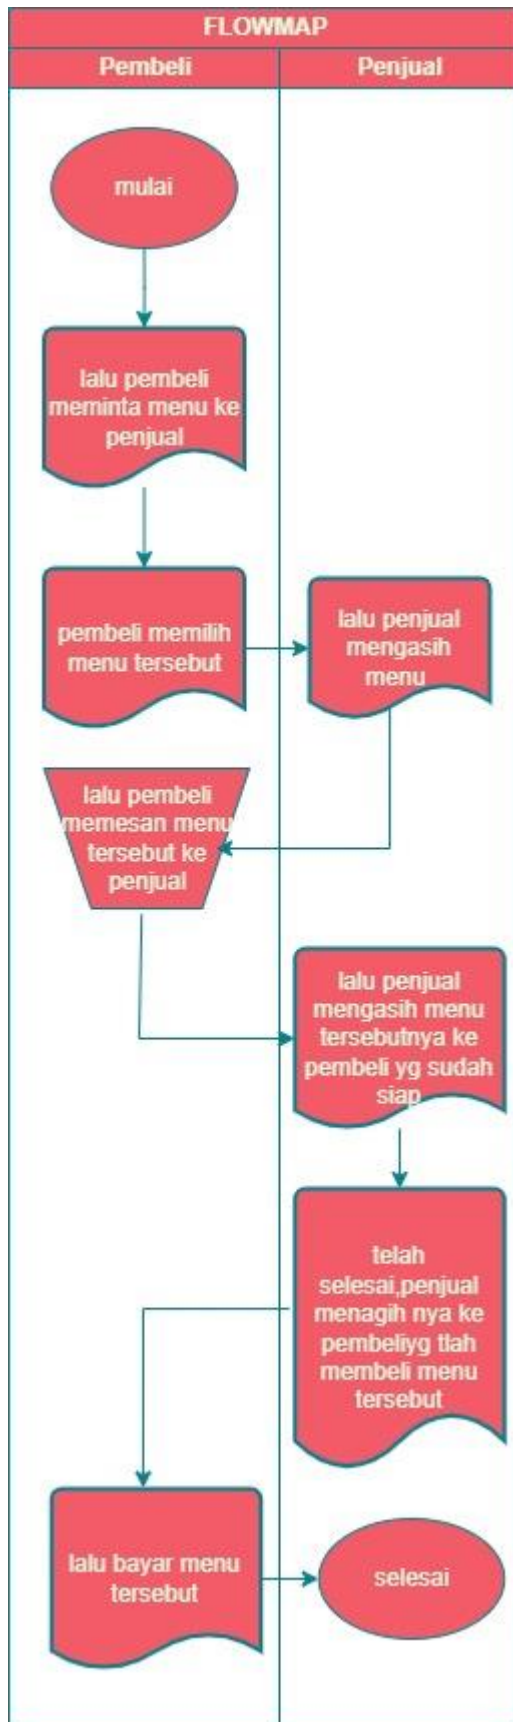 FLOWMAP
Pembeli
Penjual
mulai
lalu pembeli
meminta menu ke
penjual
pembeli memilih
menu tersebut
lalu penjual
mengasih
menu
lalu pembeli
memesan menu
tersebut ke
penjual
lalu penjual
mengasih menu
tersebutnya ke
pembeli yg sudah
siap
telah
selesai,penjual
menagih nya ke
pembeliyg tlah
membeli menu
tersebut
lalu bayar menu
tersebut
selesai